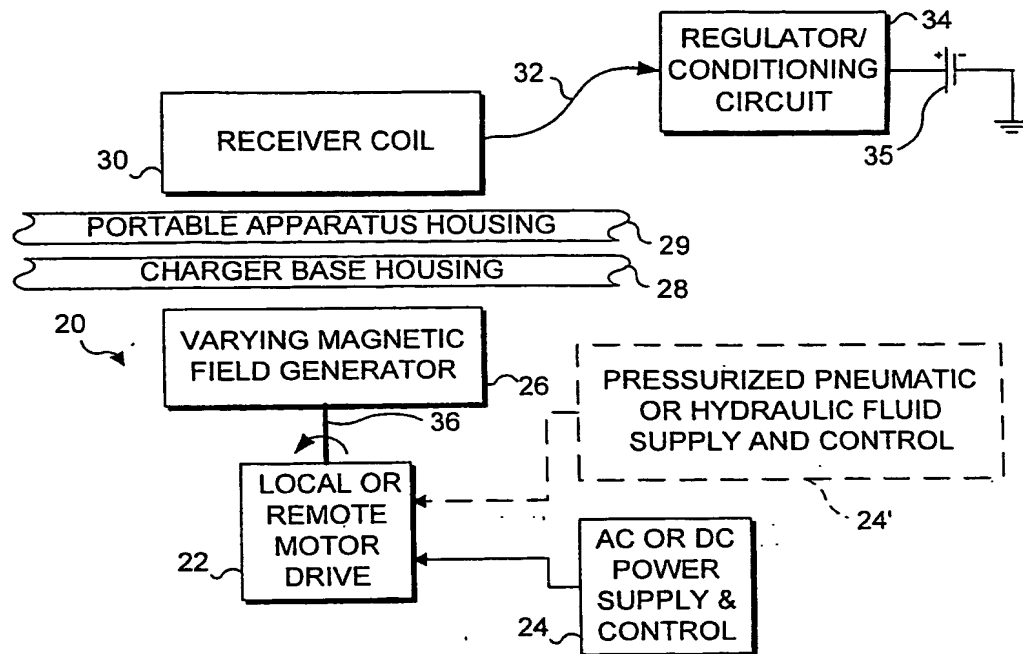 34
REGULATOR/
CONDITIONING
CIRCUIT
+ -
35
32
RECEIVER COIL
30
PORTABLE APPARATUS HOUSING
29
CHARGER BASE HOUSING
28
20
VARYING MAGNETIC
FIELD GENERATOR
26
36
PRESSURIZED PNEUMATIC
OR HYDRAULIC FLUID
SUPPLY AND CONTROL
24'
LOCAL OR
REMOTE
MOTOR
DRIVE
22
AC OR DC
POWER
SUPPLY &
CONTROL
24